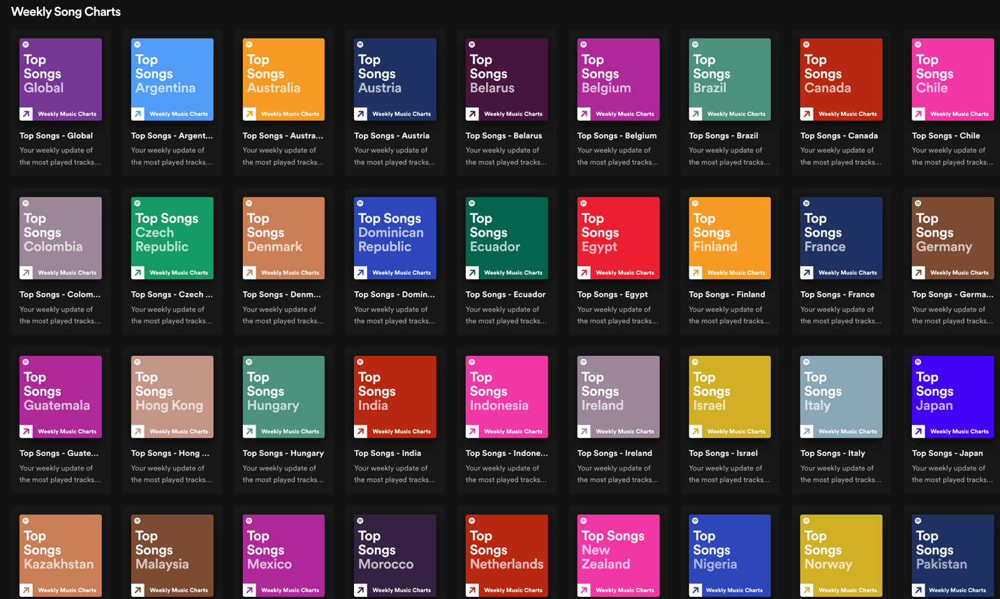 Weekly Song Charts
Top
Songs
Global
Weekly Music Charts
Top Songs - Global
Your weekly update of
the most played tracks...
Top
Songs
Argentina
Weekly Music Charts
Top Songs - Argent...
Your weekly update of
the most played tracks...
Top
Songs
Australia
Weekly Music Charts
Top Songs - Austra...
Your weekly update of
the most played tracks...
Top
Songs
Austria
Weekly Music Charts
Top Songs - Austria
Your weekly update of
the most played tracks...
Top
Songs
Belarus
Weekly Music Charts
Top Songs - Belarus
Your weekly update of
the most played tracks...
Top
Songs
Belgium
Weekly Music Charts
Top Songs - Belgium
Your weekly update of
the most played tracks...
Top
Songs
Brazil
Weekly Music Charts
Top Songs - Brazil
Your weekly update of
the most played tracks...
Top
Songs
Canada
Weekly Music Charts
Top Songs - Canada
Your weekly update of
the most played tracks...
Top
Songs
Chile
Weekly Music Charts
Top Songs - Chile
Your weekly update of
the most played tracks...
Top
Songs
Colombia
Weekly Music Charts
Top Songs - Colom...
Your weekly update of
the most played tracks...
Top Songs
Czech
Republic
Weekly Music Charts
Top Songs - Czech ...
Your weekly update of
the most played tracks...
Top
Songs
Denmark
Weekly Music Charts
Top Songs - Denm...
Your weekly update of
the most played tracks...
Top Songs
Dominican
Republic
Weekly Music Charts
Top Songs - Domin...
Your weekly update of
the most played tracks...
Top
Songs
Ecuador
Weekly Music Charts
Top Songs - Ecuador
Your weekly update of
the most played tracks...
Top
Songs
Egypt
Weekly Music Charts
Top Songs - Egypt
Your weekly update of
the most played tracks...
Top
Songs
Finland
Weekly Music Charts
Top Songs - Finland
Your weekly update of
the most played tracks...
Top
Songs
France
Weekly Music Charts
Top Songs - France
Your weekly update of
the most played tracks...
Top
Songs
Germany
Weekly Music Charts
Top Songs - Germa...
Your weekly update of
the most played tracks...
Top
Songs
Guatemala
Weekly Music Charts
Top Songs - Guate...
Your weekly update of
the most played tracks...
Top
Songs
Hong Kong
Weekly Music Charts
Top Songs - Hong ...
Your weekly update of
the most played tracks...
Top
Songs
Hungary
Weekly Music Charts
Top Songs - Hungary
Your weekly update of
the most played tracks...
Top
Songs
India
Weekly Music Charts
Top Songs - India
Your weekly update of
the most played tracks...
Top
Songs
Indonesia
Weekly Music Charts
Top Songs - Indone...
Your weekly update of
the most played tracks...
Top
Songs
Ireland
Weekly Music Charts
Top Songs - Ireland
Your weekly update of
the most played tracks...
Top
Songs
Israel
Weekly Music Charts
Top Songs - Israel
Your weekly update of
the most played tracks...
Top
Songs
Italy
Weekly Music Charts
Top Songs - Italy
Your weekly update of
the most played tracks...
Top
Songs
Japan
Weekly Music Charts
Top Songs - Japan
Your weekly update of
the most played tracks...
Top
Songs
Kazakhstan
Weekly Music Charts
Top
Songs
Malaysia
Weekly Music Charts
Top
Songs
Mexico
Weekly Music Charts
Top
Songs
Morocco
Weekly Music Charts
Top
Songs
Netherlands
Weekly Music Charts
Top Songs
New
Zealand
Weekly Music Charts
Top
Songs
Nigeria
Weekly Music Charts
Top
Songs
Norway
Weekly Music Charts
Top
Songs
Pakistan
Weekly Music Charts